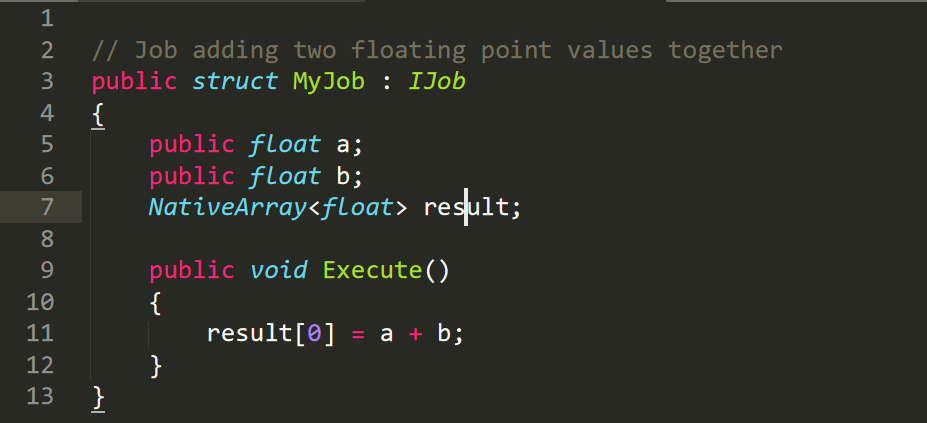 1
2 // Job adding two floating point values together
3 public struct MyJob : IJob
4 {
5     public float a;
6     public float b;
7     NativeArray<float> result;
8
9     public void Execute()
10     {
11         result[0] = a + b;
12     }
13 }